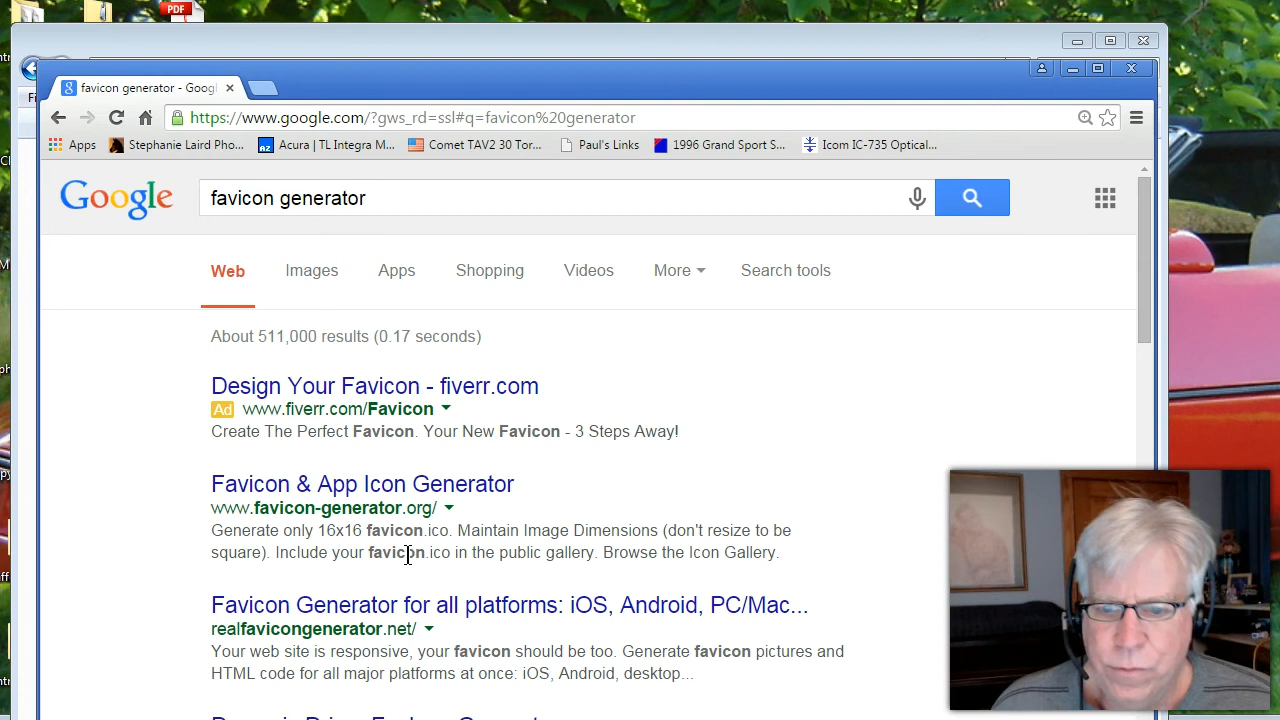 PDF
favicon generator - Googl
https://www.google.com/?gws_rd=ssl#q=favicon%20generator
Apps
Stephanie Laird Pho...
Acura | TL Integra M...
Comet TAV2 30 Tor...
Paul's Links
1996 Grand Sport S...
Icom IC-735 Optical...
Google
favicon generator
Web Images Apps Shopping Videos More Search tools
About 511,000 results (0.17 seconds)
Design Your Favicon - fiverr.com
Ad www.fiverr.com/Favicon
Create The Perfect Favicon. Your New Favicon - 3 Steps Away!
Favicon & App Icon Generator
www.favicon-generator.org/
Generate only 16x16 favicon.ico. Maintain Image Dimensions (don't resize to be
square). Include your favicon.ico in the public gallery. Browse the Icon Gallery.
Favicon Generator for all platforms: iOS, Android, PC/Mac...
realfavicongenerator.net/
Your web site is responsive, your favicon should be too. Generate favicon pictures and
HTML code for all major platforms at once: iOS, Android, desktop...